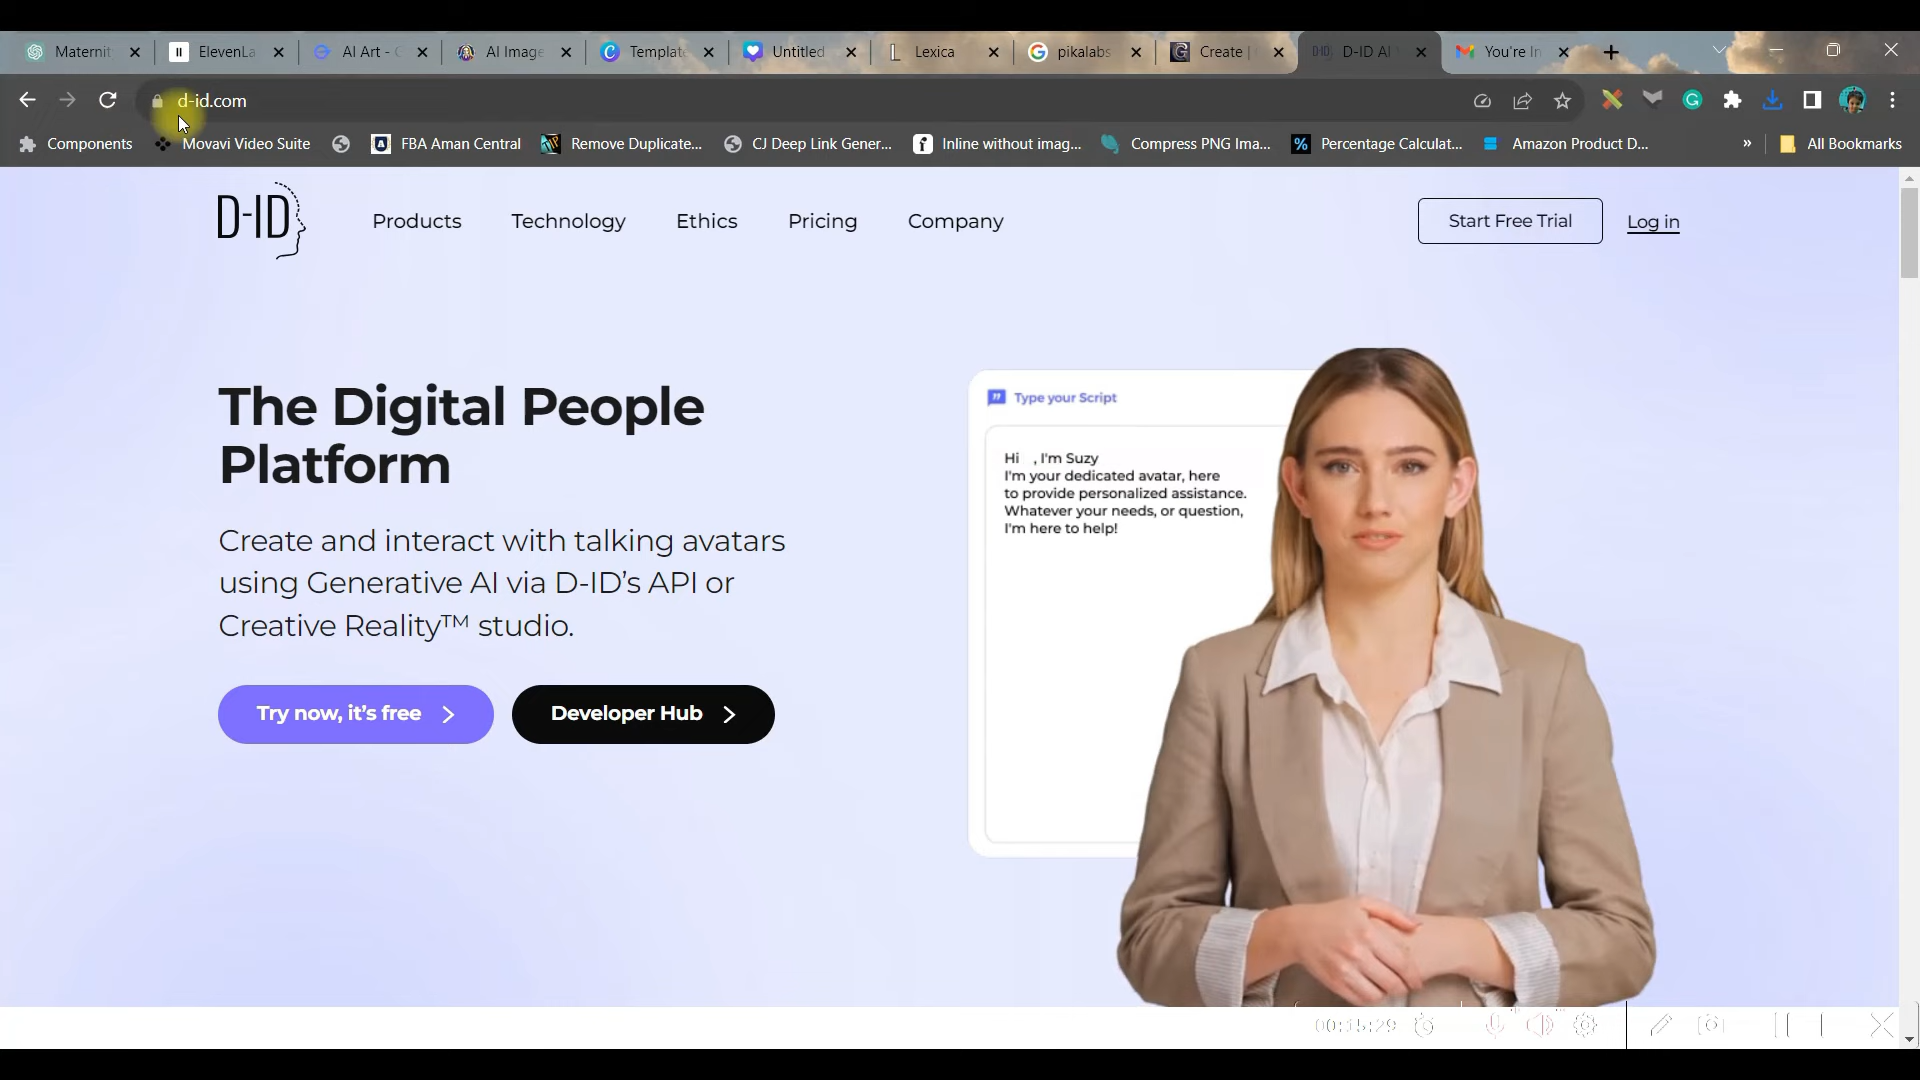 Maternit
ElevenLa
AI Art - C
AI Image
Template
Untitled
Lexica
pikalabs
Create |
D-ID AI
You're In
d-id.com
Components
Movavi Video Suite
FBA Aman Central
Remove Duplicate...
CJ Deep Link Gener...
Inline without imag...
Compress PNG Ima...
Percentage Calculat...
Amazon Product D...
»
All Bookmarks
D-ID
Products
Technology
Ethics
Pricing
Company
Start Free Trial
Log in
The Digital People
Platform
Create and interact with talking avatars
using Generative AI via D-ID’s API or
Creative Reality™ studio.
Try now, it’s free
Developer Hub
Type your Script
Hi , I'm Suzy
I'm your dedicated avatar, here
to provide personalized assistance.
Whatever your needs, or question,
I'm here to help!
00:15:29